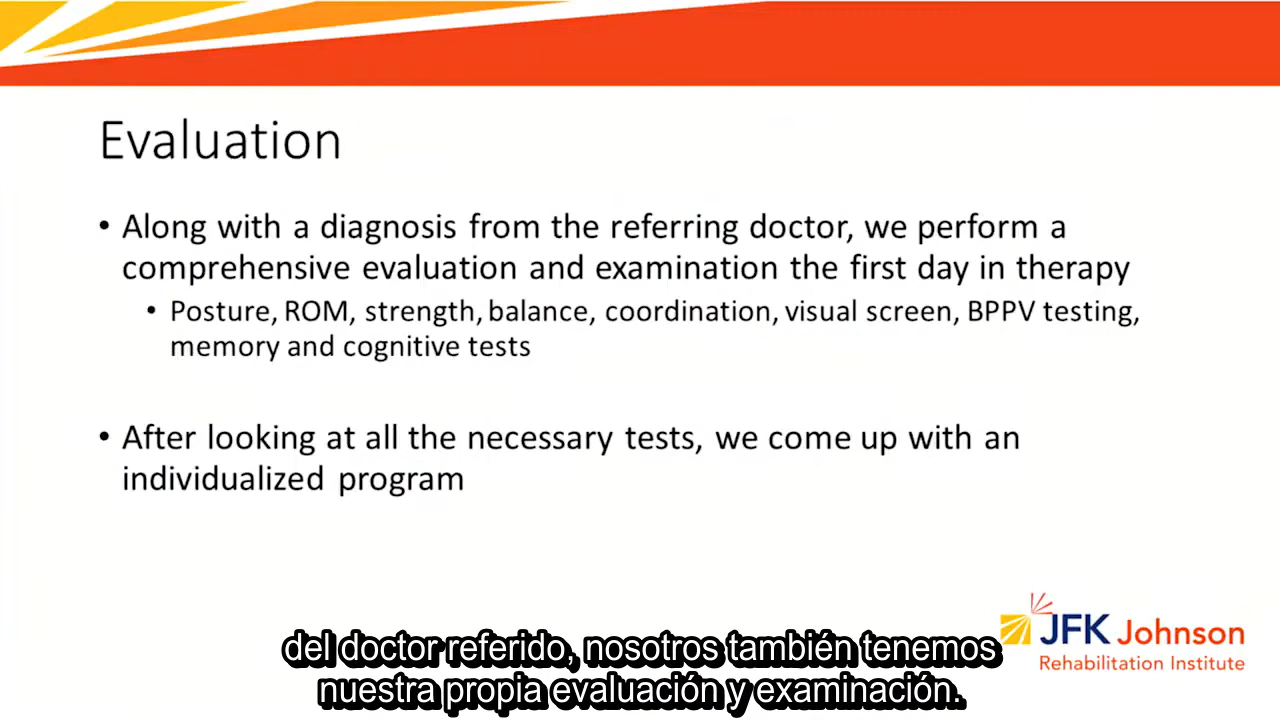 Evaluation
• Along with a diagnosis from the referring doctor, we perform a
comprehensive evaluation and examination the first day in therapy
• Posture, ROM, strength, balance, coordination, visual screen, BPPV testing,
memory and cognitive tests
• After looking at all the necessary tests, we come up with an
individualized program
JFK Johnson
Rehabilitation Institute
del doctor referido, nosotros también tenemos
nuestra propia evaluación y examinación.